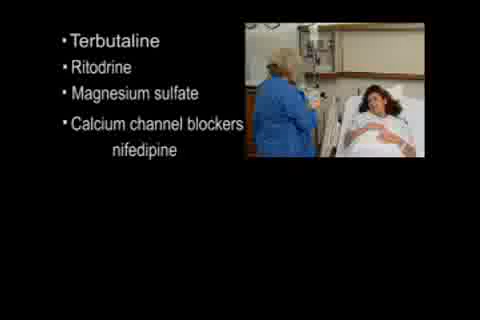 • Terbutaline
• Ritodrine
• Magnesium sulfate
• Calcium channel blockers
nifedipine